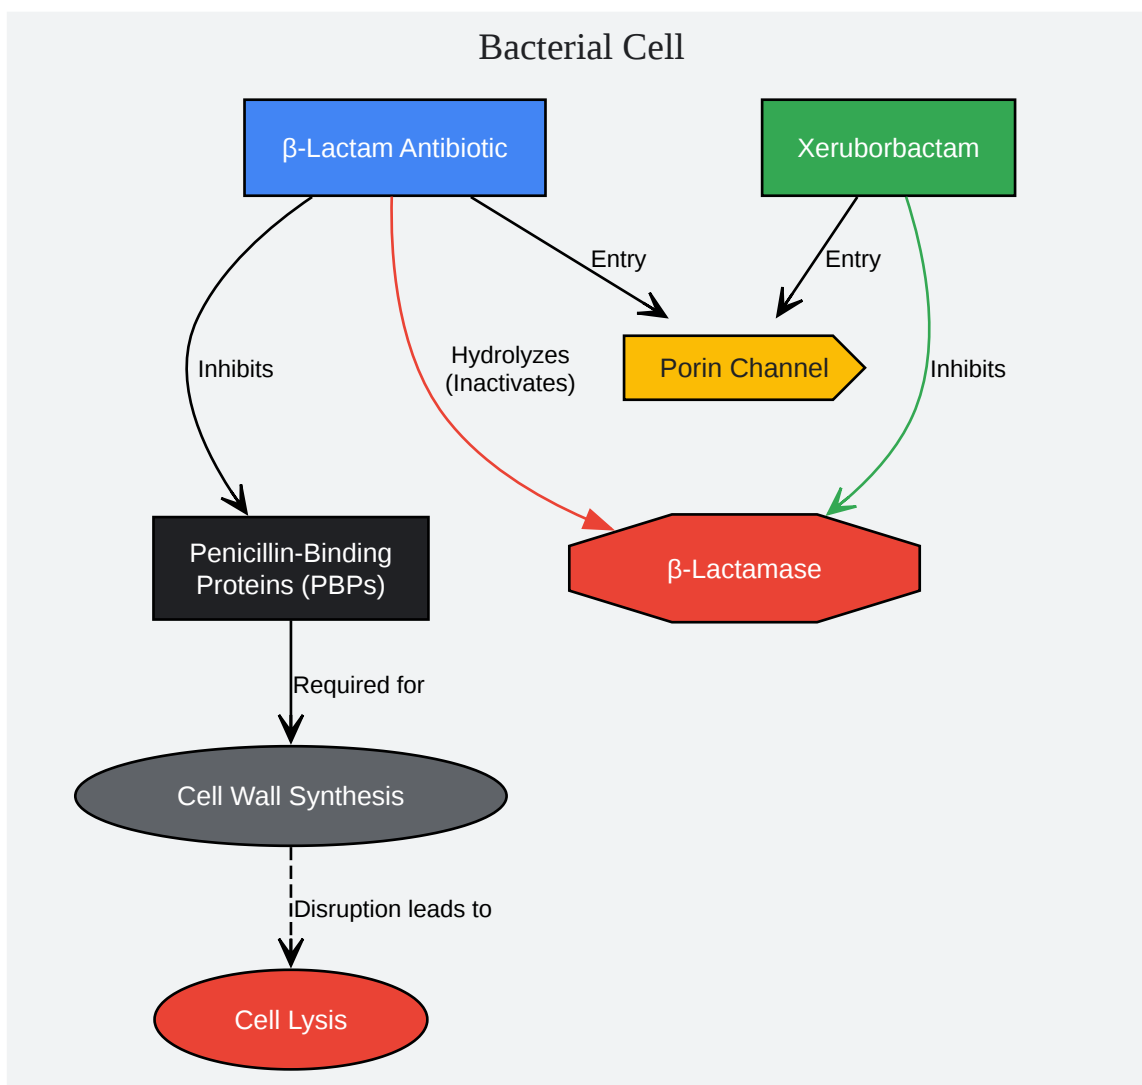 Bacterial Cell
β-Lactam Antibiotic
Xeruborbactam
Entry
Entry
Hydrolyzes
(Inactivates)
Inhibits
Porin Channel
Inhibits
Penicillin-Binding
Proteins (PBPs)
β-Lactamase
Required for
Cell Wall Synthesis
Disruption leads to
Cell Lysis